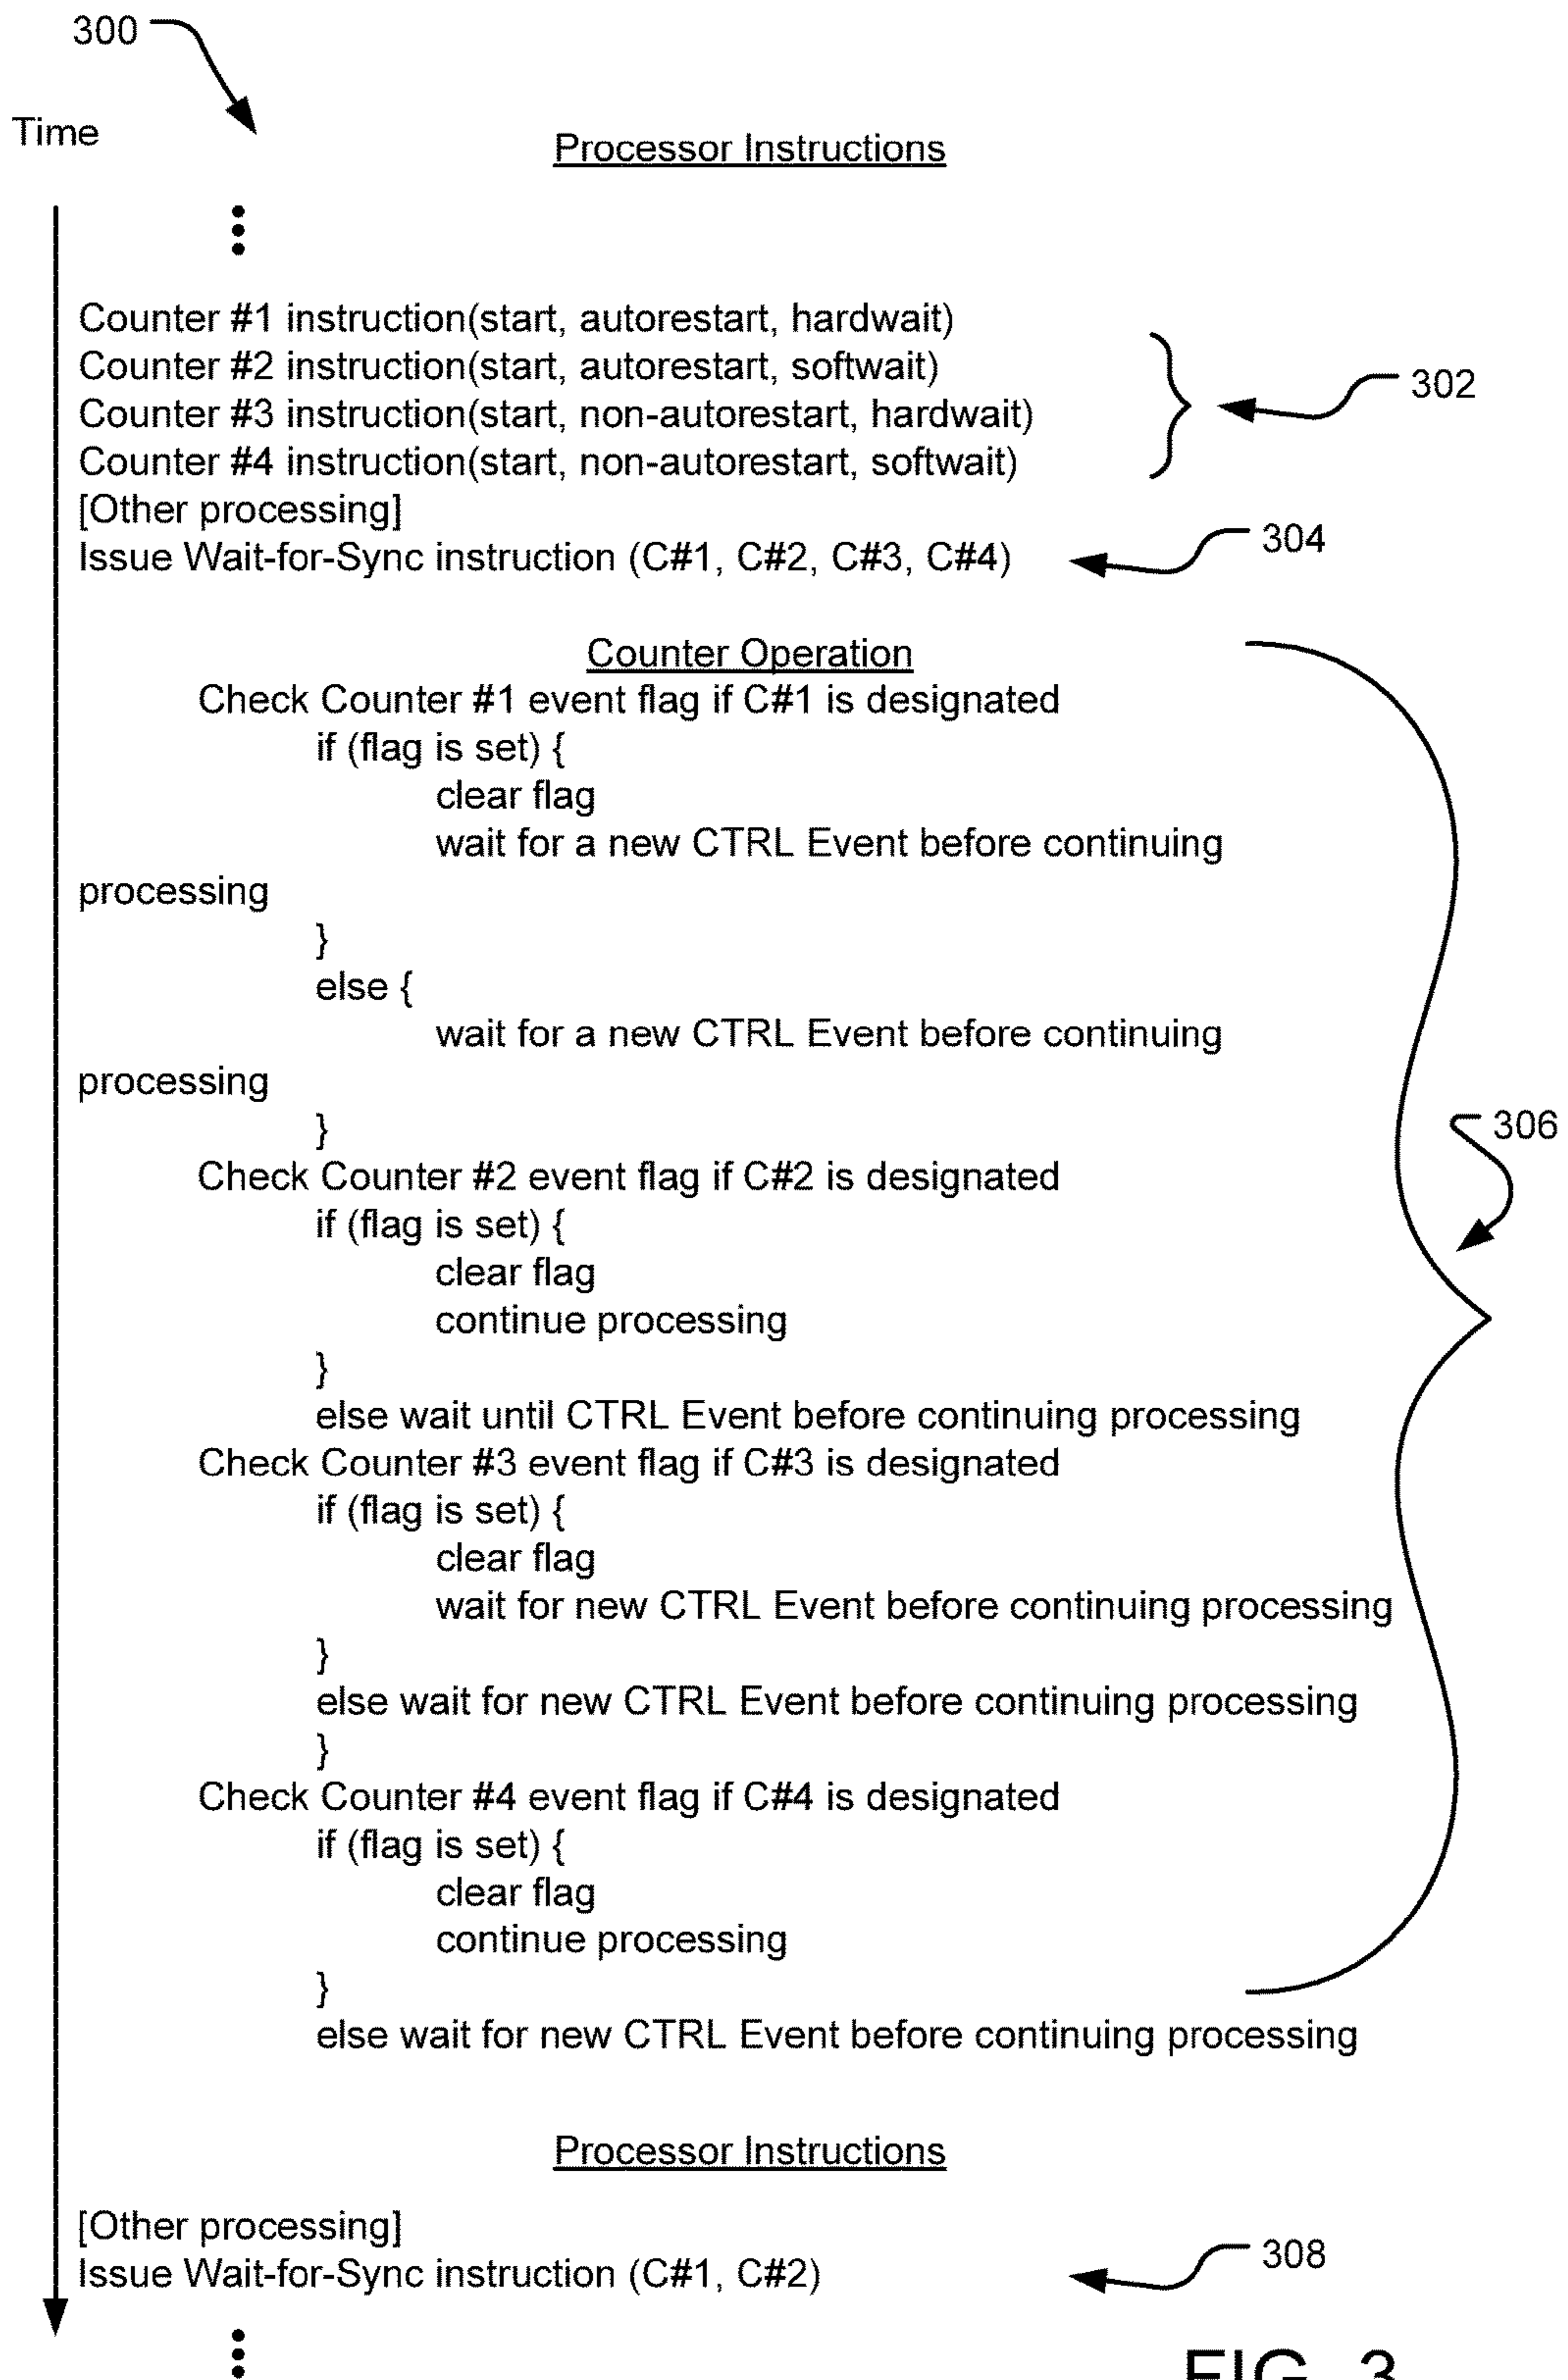 300
Time
Processor Instructions
Counter #1 instruction(start, autorestart, hardwait)
Counter #2 instruction(start, autorestart, softwait)
302
Counter #3 instruction(start, non-autorestart, hardwait)
Counter #4 instruction(start, non-autorestart, softwait)
[Other processing]
304
Issue Wait-for-Sync instruction (C#1, C#2, C#3, C#4)
Counter Operation
Check Counter #1 event flag if C#1 is designated
if (flag is set) {
clear flag
wait for a new CTRL Event before continuing
processing
}
else {
wait for a new CTRL Event before continuing
processing
}
306
Check Counter #2 event flag if C#2 is designated
if (flag is set) {
clear flag
continue processing
}
else wait until CTRL Event before continuing processing
Check Counter #3 event flag if C#3 is designated
if (flag is set) {
clear flag
wait for new CTRL Event before continuing processing
}
else wait for new CTRL Event before continuing processing
}
Check Counter #4 event flag if C#4 is designated
if (flag is set) {
clear flag
continue processing
}
else wait for new CTRL Event before continuing processing
Processor Instructions
[Other processing]
308
Issue Wait-for-Sync instruction (C#1, C#2)
FIG. 3